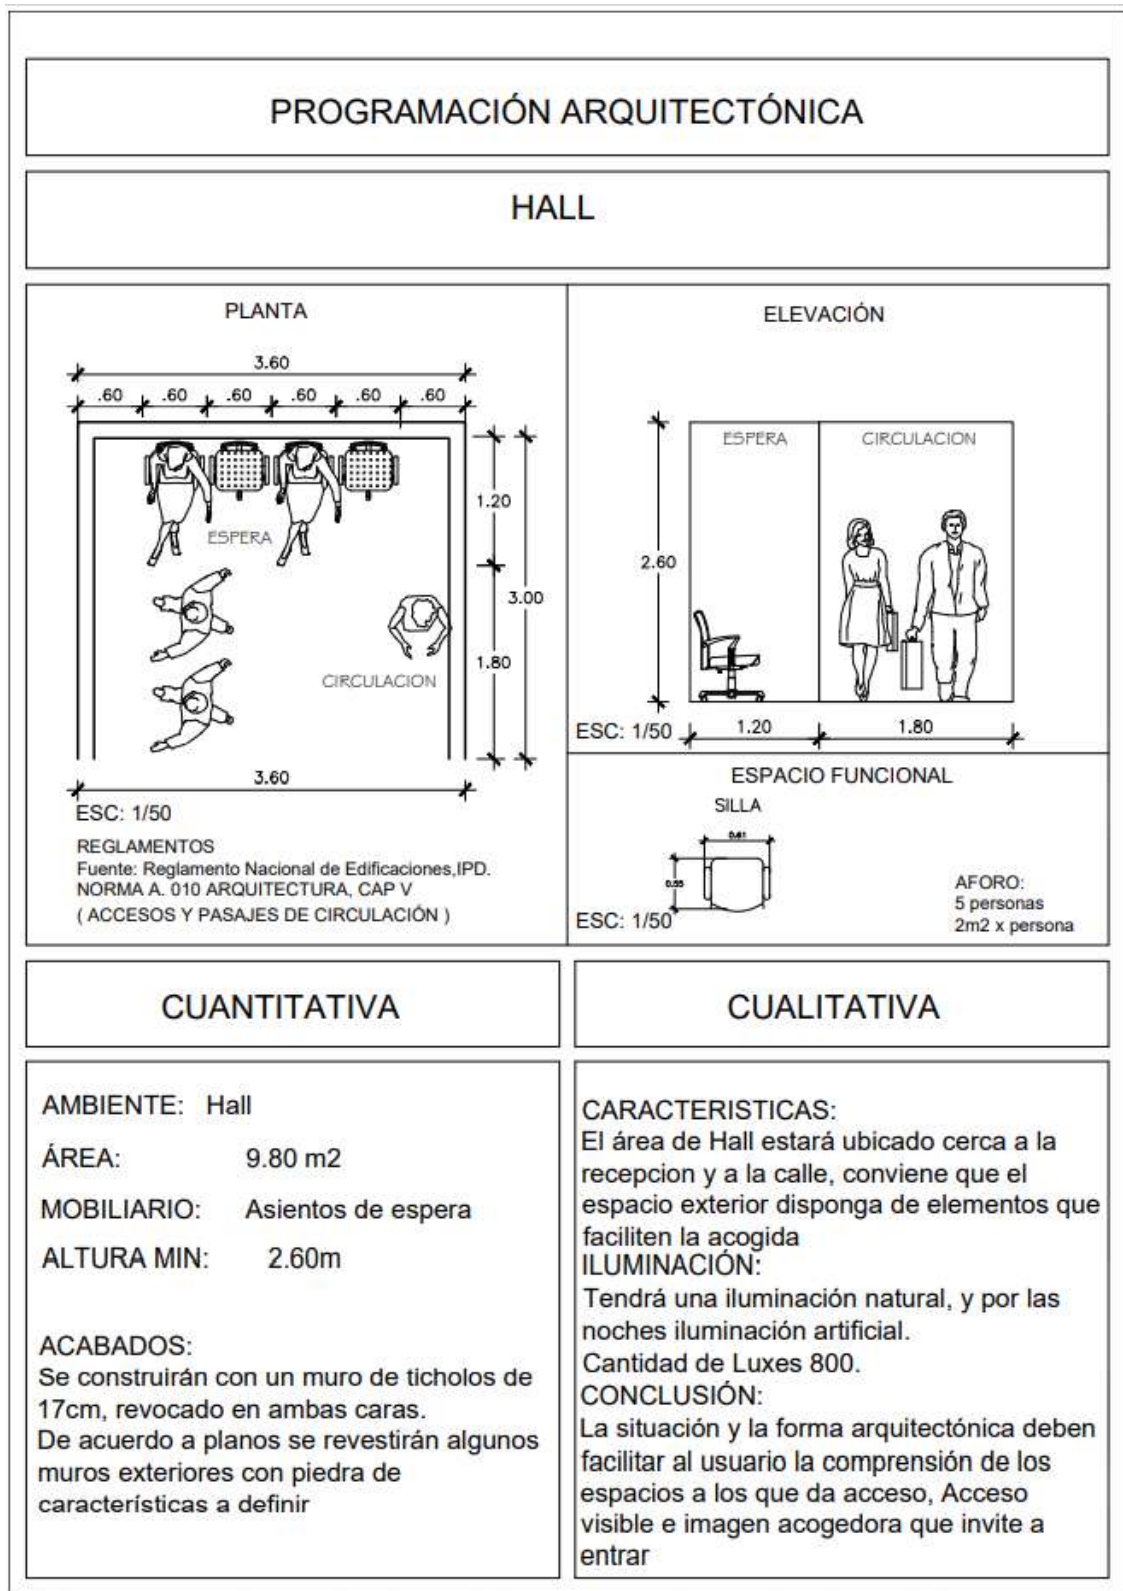 PROGRAMACIÓN ARQUITECTÓNICA
HALL
PLANTA
3.60
.60 .60 .60 .60 .60 .60
1.20
ESPERA
3.00
1.80
CIRCULACION
3.60
ESC: 1/50
REGLAMENTOS
Fuente: Reglamento Nacional de Edificaciones,IPD.
NORMA A. 010 ARQUITECTURA, CAP V
( ACCESOS Y PASAJES DE CIRCULACIÓN )
ELEVACIÓN
ESPERA CIRCULACION
2.60
ESC: 1/50
1.20 1.80
ESPACIO FUNCIONAL
SILLA
0.61
0.55
ESC: 1/50
AFORO:
5 personas
2m2 x persona
CUANTITATIVA
AMBIENTE: Hall
ÁREA: 9.80 m2
MOBILIARIO: Asientos de espera
ALTURA MIN: 2.60m
ACABADOS:
Se construirán con un muro de ticholos de
17cm, revocado en ambas caras.
De acuerdo a planos se revestirán algunos
muros exteriores con piedra de
características a definir
CUALITATIVA
CARACTERISTICAS:
El área de Hall estará ubicado cerca a la
recepcion y a la calle, conviene que el
espacio exterior disponga de elementos que
faciliten la acogida
ILUMINACIÓN:
Tendrá una iluminación natural, y por las
noches iluminación artificial.
Cantidad de Luxes 800.
CONCLUSIÓN:
La situación y la forma arquitectónica deben
facilitar al usuario la comprensión de los
espacios a los que da acceso, Acceso
visible e imagen acogedora que invite a
entrar